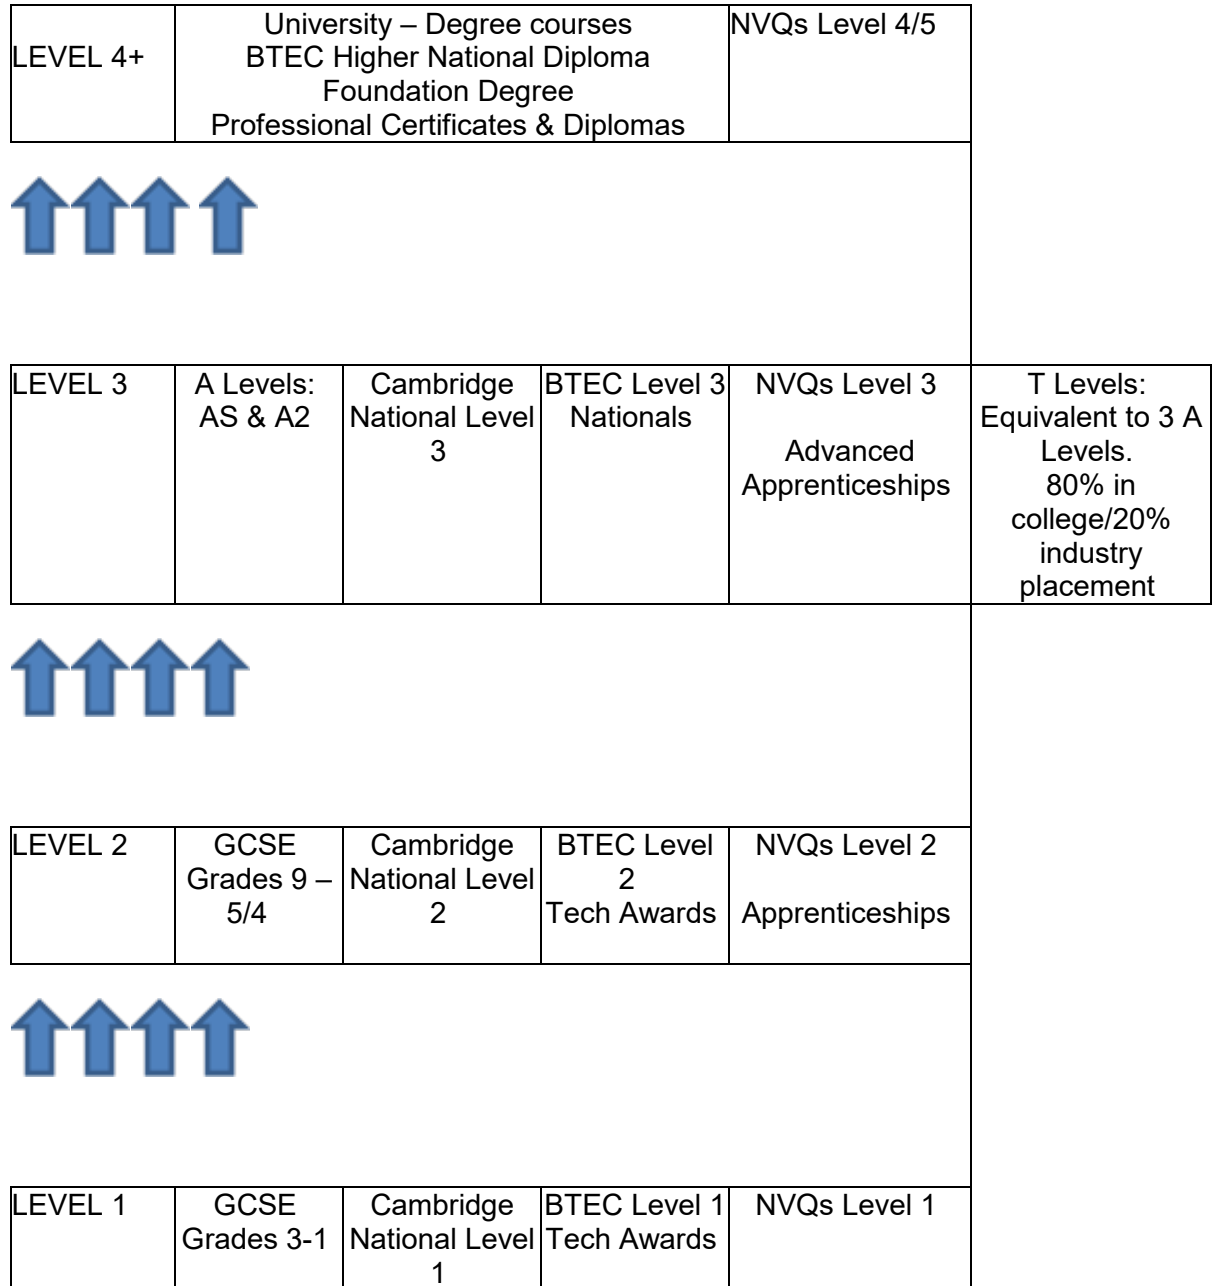 LEVEL 4+
University – Degree courses
BTEC Higher National Diploma
Foundation Degree
Professional Certificates & Diplomas
NVQs Level 4/5
LEVEL 3
A Levels:
AS & A2
Cambridge
National Level
3
BTEC Level 3
Nationals
NVQs Level 3
Advanced
Apprenticeships
T Levels:
Equivalent to 3 A
Levels.
80% in
college/20%
industry
placement
LEVEL 2
GCSE
Grades 9 –
5/4
Cambridge
National Level
2
BTEC Level
2
Tech Awards
NVQs Level 2
Apprenticeships
LEVEL 1
GCSE
Grades 3-1
Cambridge
National Level
1
BTEC Level 1
Tech Awards
NVQs Level 1